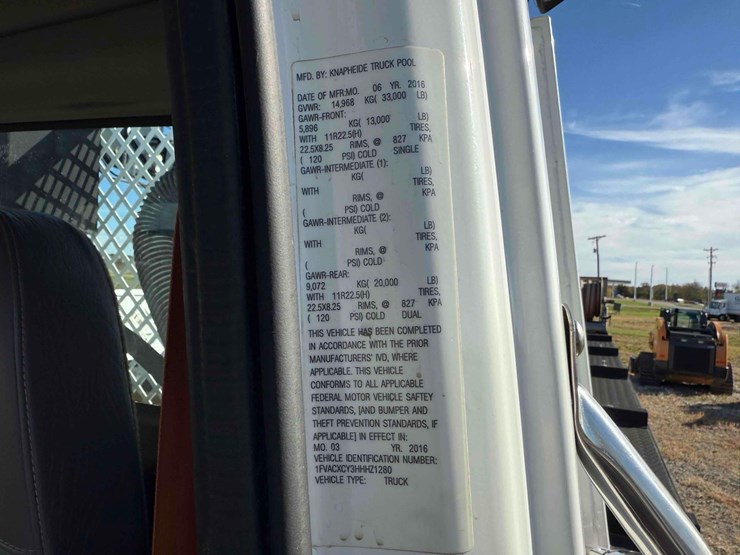 MFD. BY: KNAPHEIDE TRUCK POOL
DATE OF MFR:MO. 06 YR. 2016
GVWR: 14,968 KG( 33,000 LB)
GAWR-FRONT:
5,896 KG( 13,000 LB)
WITH 11R22.5(H) TIRES,
22.5X8.25 RIMS, @ 827 KPA
( 120 PSI) COLD SINGLE
GAWR-INTERMEDIATE (1):
KG( LB)
WITH TIRES,
RIMS, @ KPA
( PSI) COLD
GAWR-INTERMEDIATE (2):
KG( LB)
WITH TIRES,
RIMS, @ KPA
( PSI) COLD
GAWR-REAR:
9,072 KG( 20,000 LB)
WITH 11R22.5(H) TIRES,
22.5X8.25 RIMS, @ 827 KPA
( 120 PSI) COLD DUAL
THIS VEHICLE HAS BEEN COMPLETED
IN ACCORDANCE WITH THE PRIOR
MANUFACTURERS' IVD, WHERE
APPLICABLE. THIS VEHICLE
CONFORMS TO ALL APPLICABLE
FEDERAL MOTOR VEHICLE SAFTEY
STANDARDS, [AND BUMPER AND
THEFT PREVENTION STANDARDS, IF
APPLICABLE] IN EFFECT IN:
MO. 03 YR. 2016
VEHICLE IDENTIFICATION NUMBER:
1FVACXCY3HHHZ1280
VEHICLE TYPE: TRUCK